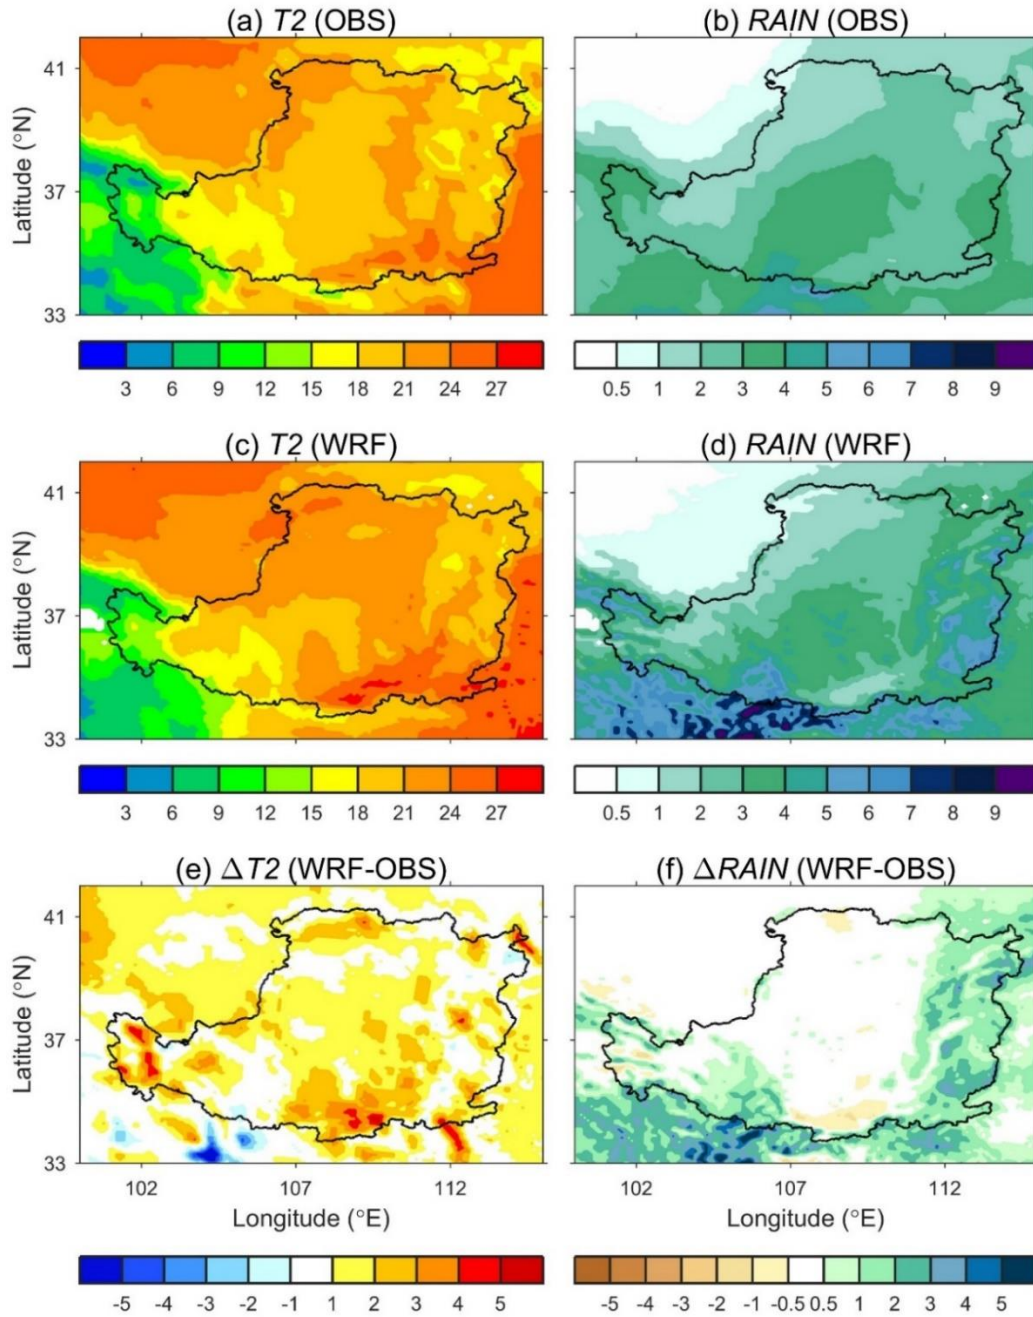 (a) T2 (OBS)
(b) RAIN (OBS)
Latitude (°N)
41
37
33
3 6 9 12 15 18 21 24 27
0.5 1 2 3 4 5 6 7 8 9
(c) T2 (WRF)
(d) RAIN (WRF)
Latitude (°N)
41
37
33
3 6 9 12 15 18 21 24 27
0.5 1 2 3 4 5 6 7 8 9
(e) ΔT2 (WRF-OBS)
(f) ΔRAIN (WRF-OBS)
Latitude (°N)
41
37
33
102 107 112
102 107 112
Longitude (°E)
Longitude (°E)
-5 -4 -3 -2 -1 1 2 3 4 5
-5 -4 -3 -2 -1 -0.5 0.5 1 2 3 4 5